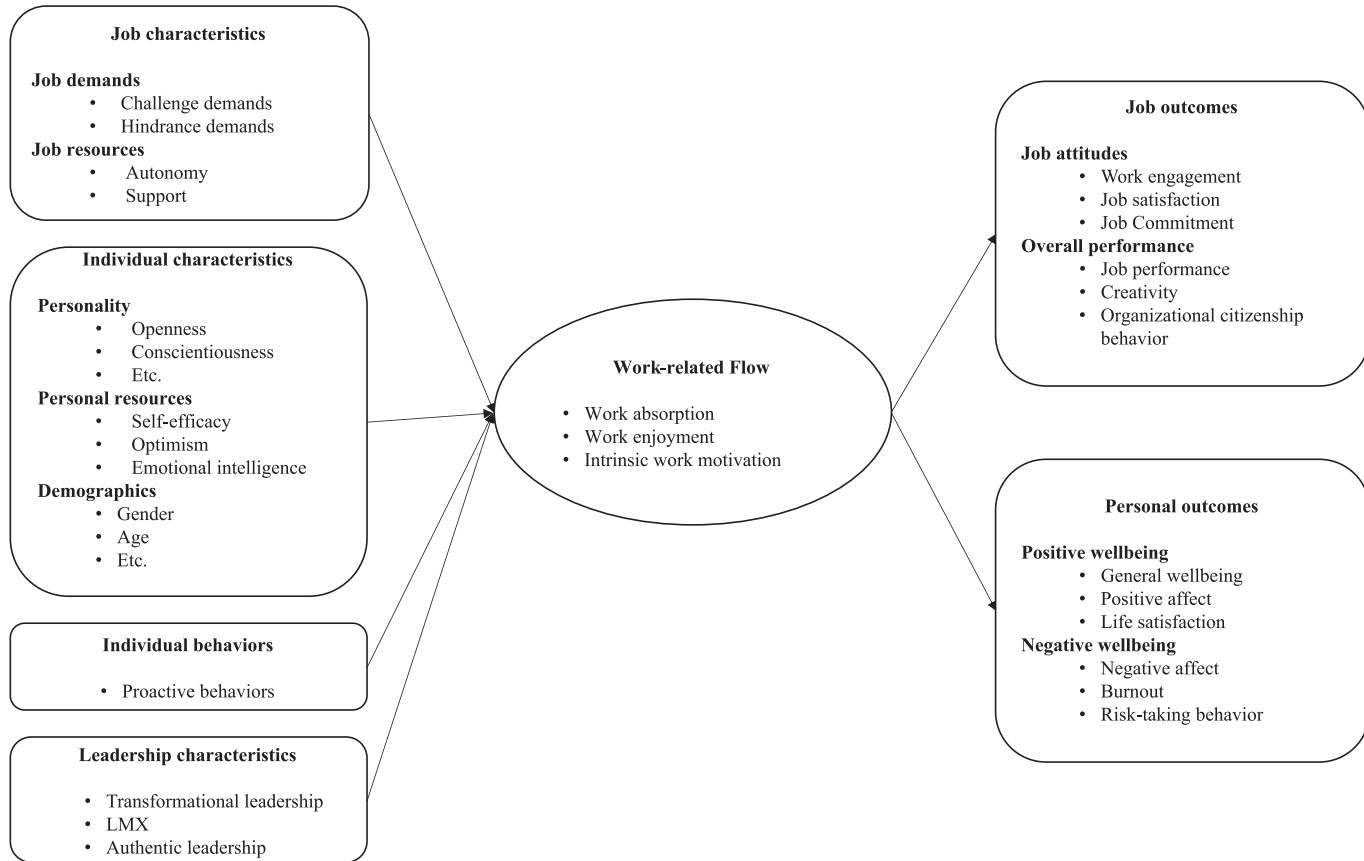 Job characteristics
Job demands
• Challenge demands
• Hindrance demands
Job resources
• Autonomy
• Support
Individual characteristics
Personality
• Openness
• Conscientiousness
• Etc.
Personal resources
• Self-efficacy
• Optimism
• Emotional intelligence
Demographics
• Gender
• Age
• Etc.
Individual behaviors
• Proactive behaviors
Leadership characteristics
• Transformational leadership
• LMX
• Authentic leadership
Work-related Flow
• Work absorption
• Work enjoyment
• Intrinsic work motivation
Job outcomes
Job attitudes
• Work engagement
• Job satisfaction
• Job Commitment
Overall performance
• Job performance
• Creativity
• Organizational citizenship
behavior
Personal outcomes
Positive wellbeing
• General wellbeing
• Positive affect
• Life satisfaction
Negative wellbeing
• Negative affect
• Burnout
• Risk-taking behavior